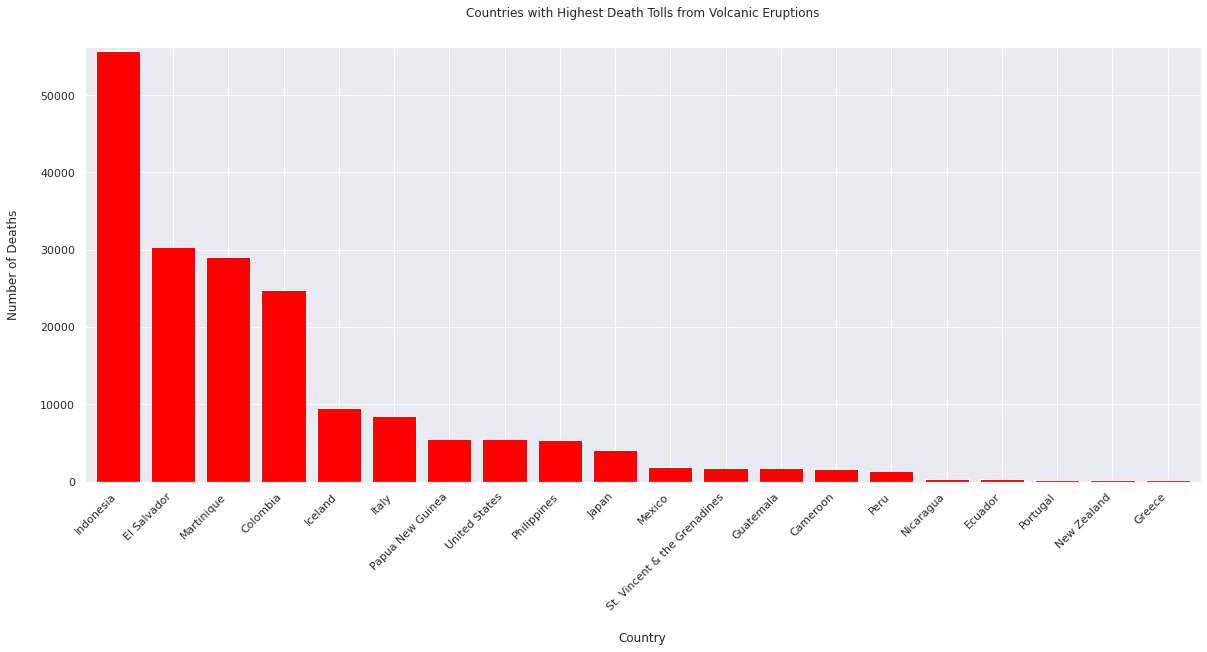 Countries with Highest Death Tolls from Volcanic Eruptions
Number of Deaths
50000
40000
30000
20000
10000
0
Indonesia
El Salvador
Martinique
Colombia
Iceland
Italy
Papua New Guinea
United States
Philippines
Japan
Mexico
St. Vincent & the Grenadines
Guatemala
Cameroon
Peru
Nicaragua
Ecuador
Portugal
New Zealand
Greece
Country